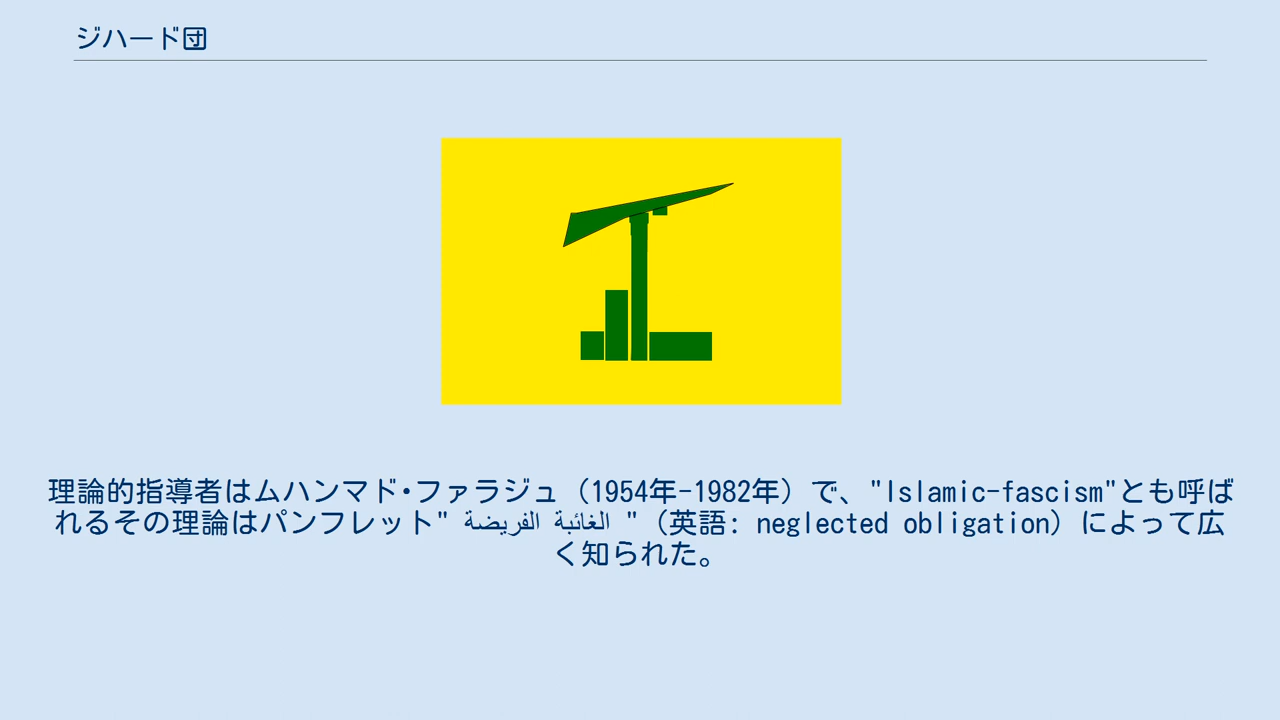 ジハード団
理論的指導者はムハンマド･ファラジュ（1954年-1982年）で、"Islamic-fascism"とも呼ば
れるその理論はパンフレット" الغائبة الفريضة "（英語: neglected obligation）によって広
く知られた。